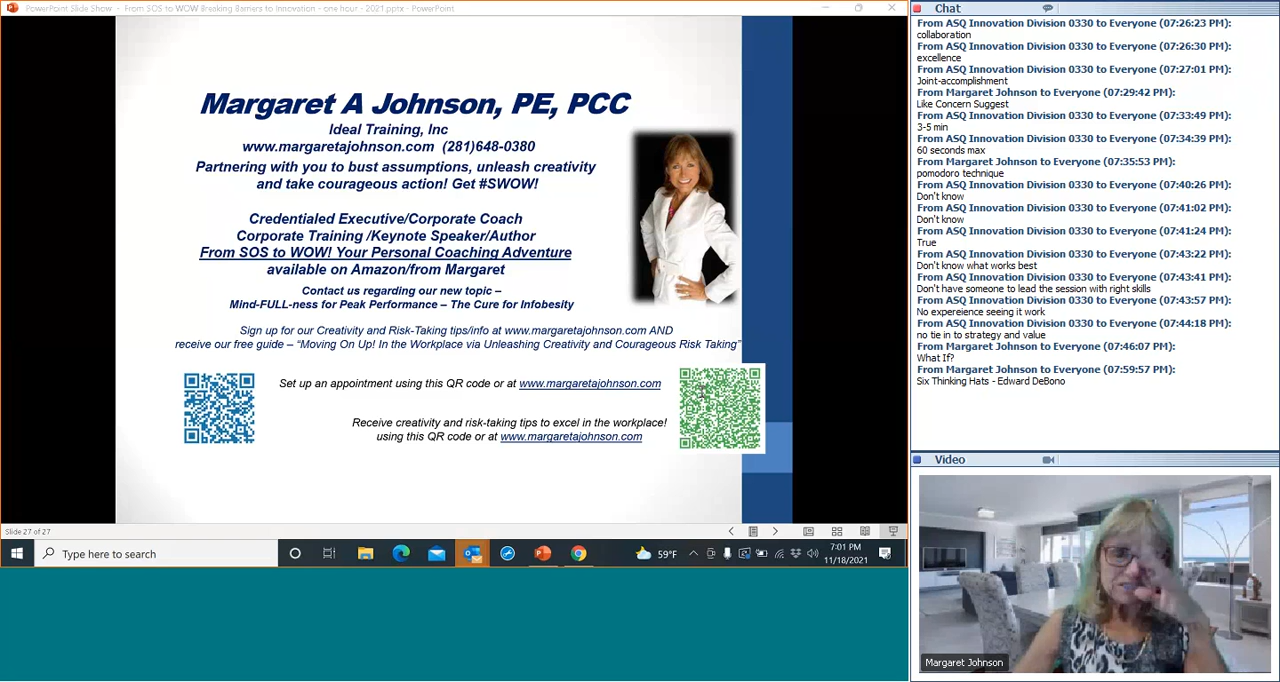 PowerPoint Slide Show - From SOS to WOW Breaking Barriers to Innovation - one hour - 2021.pptx - PowerPoint
Margaret A Johnson, PE, PCC
Ideal Training, Inc
www.margaretajohnson.com (281)648-0380
Partnering with you to bust assumptions, unleash creativity
and take courageous action! Get #SWOW!
Credentialed Executive/Corporate Coach
Corporate Training /Keynote Speaker/Author
From SOS to WOW! Your Personal Coaching Adventure
available on Amazon/from Margaret
Contact us regarding our new topic –
Mind-FULL-ness for Peak Performance – The Cure for Infobesity
Sign up for our Creativity and Risk-Taking tips/info at www.margaretajohnson.com AND
receive our free guide – “Moving On Up! In the Workplace via Unleashing Creativity and Courageous Risk Taking”
Set up an appointment using this QR code or at www.margaretajohnson.com
Receive creativity and risk-taking tips to excel in the workplace!
using this QR code or at www.margaretajohnson.com
Slide 27 of 27
Type here to search
59°F
7:01 PM
11/18/2021
Chat
From ASQ Innovation Division 0330 to Everyone (07:26:23 PM):
collaboration
From ASQ Innovation Division 0330 to Everyone (07:26:30 PM):
excellence
From ASQ Innovation Division 0330 to Everyone (07:27:01 PM):
Joint-accomplishment
From Margaret Johnson to Everyone (07:29:42 PM):
Like Concern Suggest
From ASQ Innovation Division 0330 to Everyone (07:33:49 PM):
3-5 min
From ASQ Innovation Division 0330 to Everyone (07:34:39 PM):
60 seconds max
From Margaret Johnson to Everyone (07:35:53 PM):
pomodoro technique
From ASQ Innovation Division 0330 to Everyone (07:40:26 PM):
Don't know
From ASQ Innovation Division 0330 to Everyone (07:41:02 PM):
Don't know
From ASQ Innovation Division 0330 to Everyone (07:41:24 PM):
True
From ASQ Innovation Division 0330 to Everyone (07:43:22 PM):
Don't know what works best
From ASQ Innovation Division 0330 to Everyone (07:43:41 PM):
Don't have someone to lead the session with right skills
From ASQ Innovation Division 0330 to Everyone (07:43:57 PM):
No expereience seeing it work
From ASQ Innovation Division 0330 to Everyone (07:44:18 PM):
no tie in to strategy and value
From Margaret Johnson to Everyone (07:46:07 PM):
What If?
From Margaret Johnson to Everyone (07:59:57 PM):
Six Thinking Hats - Edward DeBono
Video
Margaret Johnson